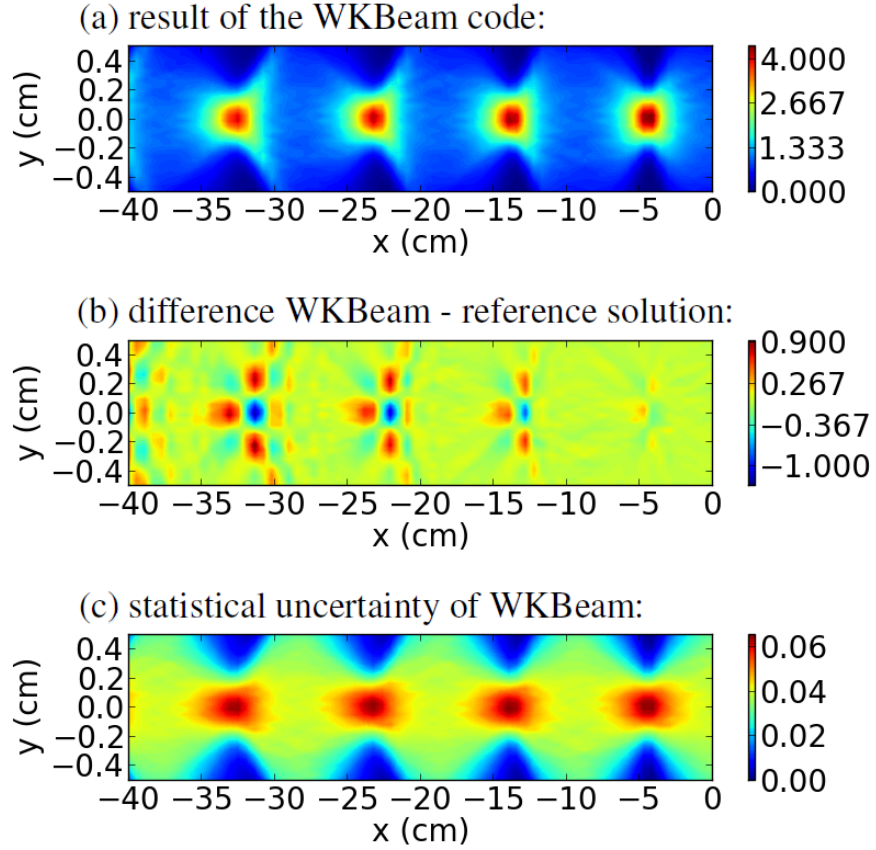 (a) result of the WKBeam code:
y (cm)
0.4
0.2
0.0
−0.2
−0.4
−40 −35 −30 −25 −20 −15 −10 −5 0
x (cm)
4.000
2.667
1.333
0.000
(b) difference WKBeam - reference solution:
y (cm)
0.4
0.2
0.0
−0.2
−0.4
−40 −35 −30 −25 −20 −15 −10 −5 0
x (cm)
0.900
0.267
−0.367
−1.000
(c) statistical uncertainty of WKBeam:
y (cm)
0.4
0.2
0.0
−0.2
−0.4
−40 −35 −30 −25 −20 −15 −10 −5 0
x (cm)
0.06
0.04
0.02
0.00